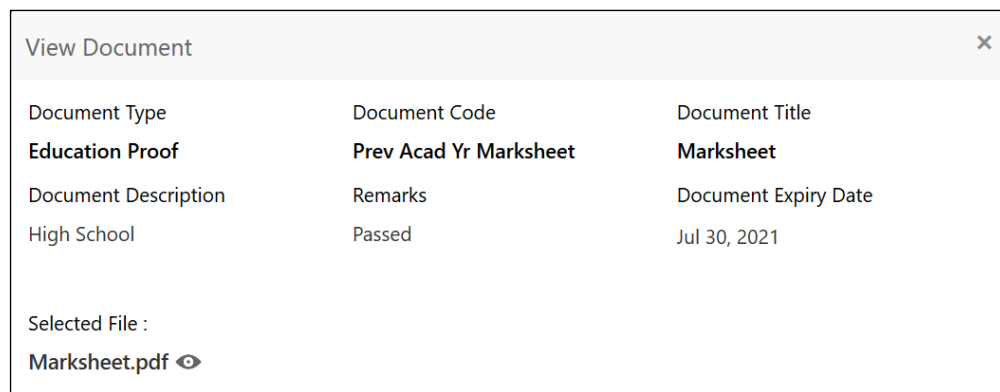 View Document ×
Document Type Document Code Document Title
Education Proof Prev Acad Yr Marksheet Marksheet
Document Description Remarks Document Expiry Date
High School Passed Jul 30, 2021
Selected File :
Marksheet.pdf